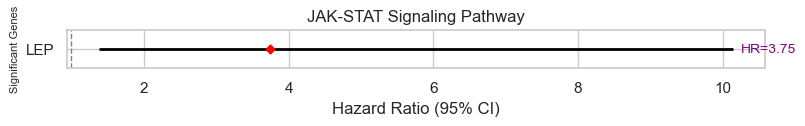 JAK-STAT Signaling Pathway
Significant Genes
LEP
HR=3.75
2 4 6 8 10
Hazard Ratio (95% CI)